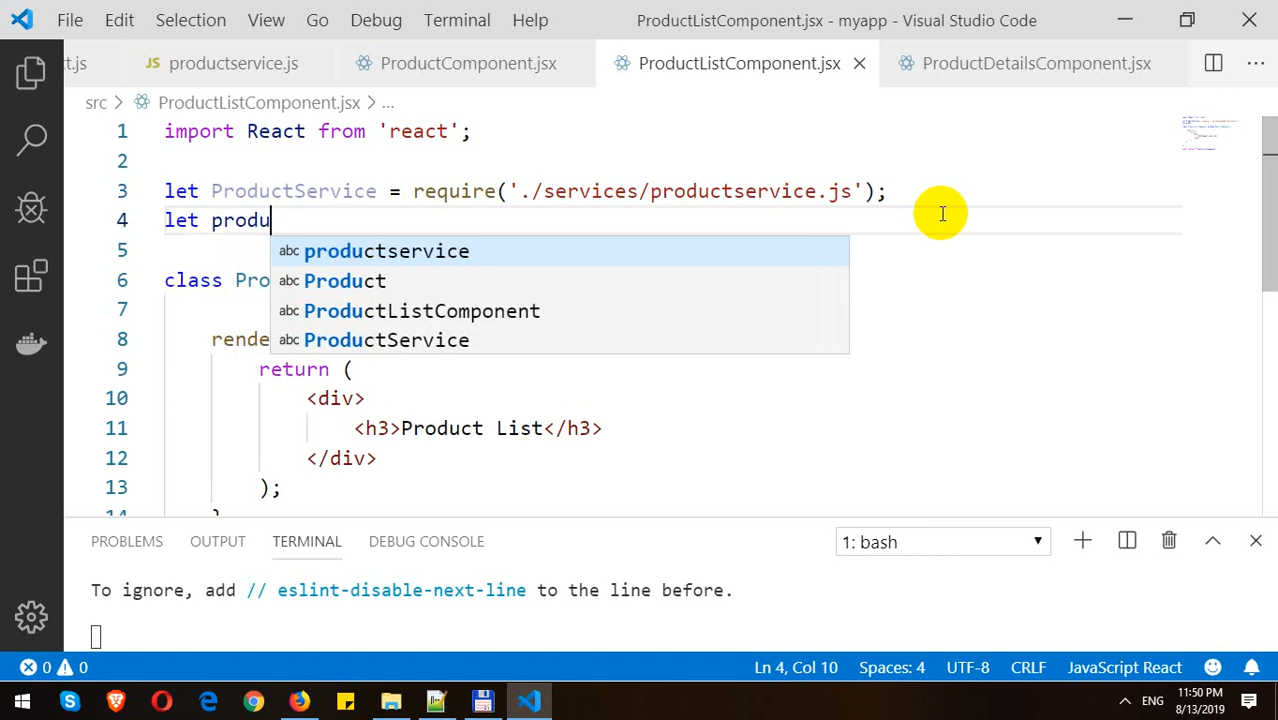 File Edit Selection View Go Debug Terminal Help ProductListComponent.jsx - myapp - Visual Studio Code
t.js JS productservice.js ProductComponent.jsx ProductListComponent.jsx ProductDetailsComponent.jsx ...
src > ProductListComponent.jsx > ...
1 import React from 'react';
2
3 let ProductService = require('./services/productservice.js');
4 let produ
5 abc productservice
6 class Pro abc Product
7 abc ProductListComponent
8 rende abc ProductService
9 return (
10 <div>
11 <h3>Product List</h3>
12 </div>
13 );
14 }
PROBLEMS OUTPUT TERMINAL DEBUG CONSOLE 1: bash
To ignore, add // eslint-disable-next-line to the line before.
0 0 Ln 4, Col 10 Spaces: 4 UTF-8 CRLF JavaScript React
ENG 11:50 PM
8/13/2019